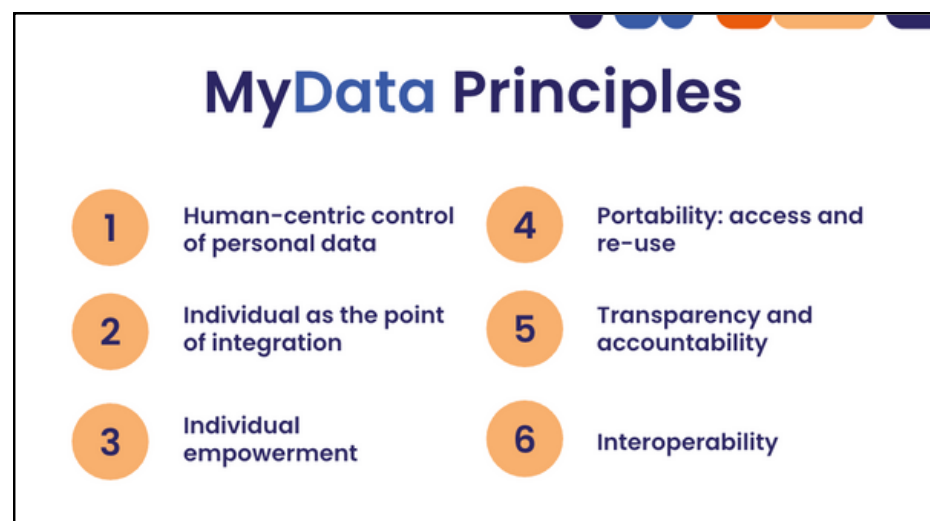 MyData Principles
1
Human-centric control
of personal data
2
Individual as the point
of integration
3
Individual
empowerment
4
Portability: access and
re-use
5
Transparency and
accountability
6
Interoperability